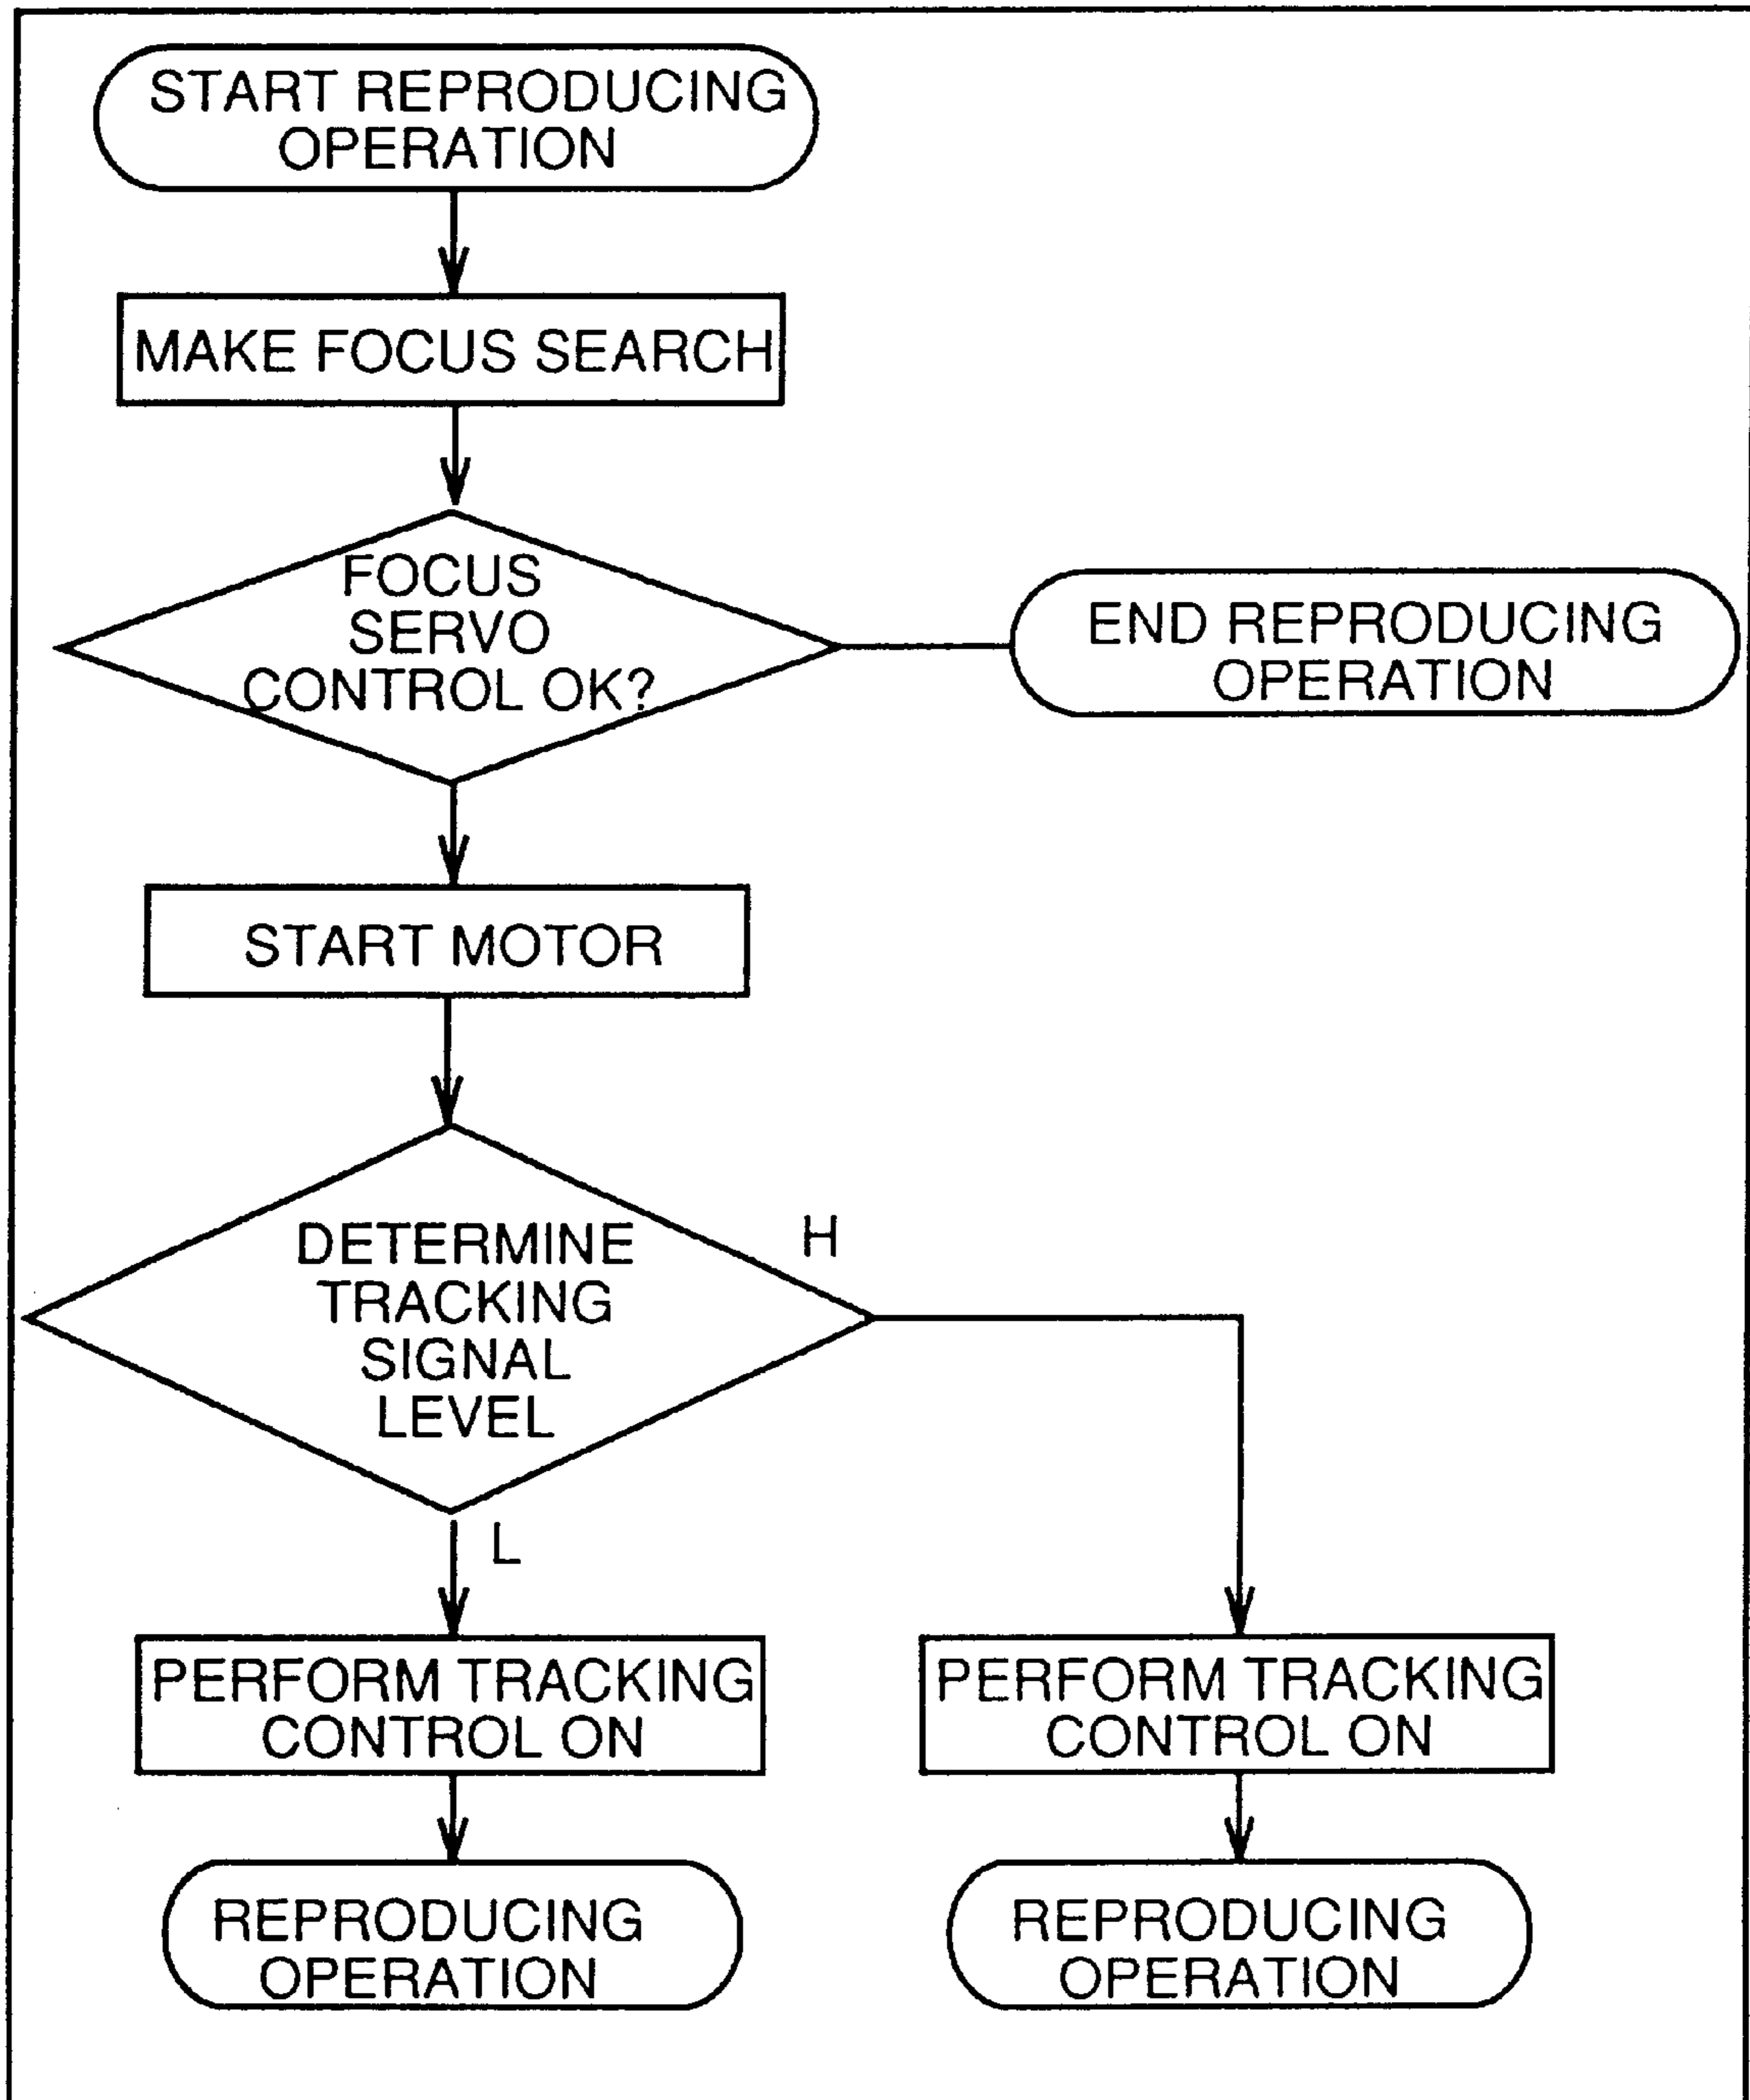 START REPRODUCING
OPERATION
MAKE FOCUS SEARCH
FOCUS
SERVO
CONTROL OK?
END REPRODUCING
OPERATION
START MOTOR
DETERMINE
TRACKING
SIGNAL
LEVEL
H
L
PERFORM TRACKING
CONTROL ON
PERFORM TRACKING
CONTROL ON
REPRODUCING
OPERATION
REPRODUCING
OPERATION